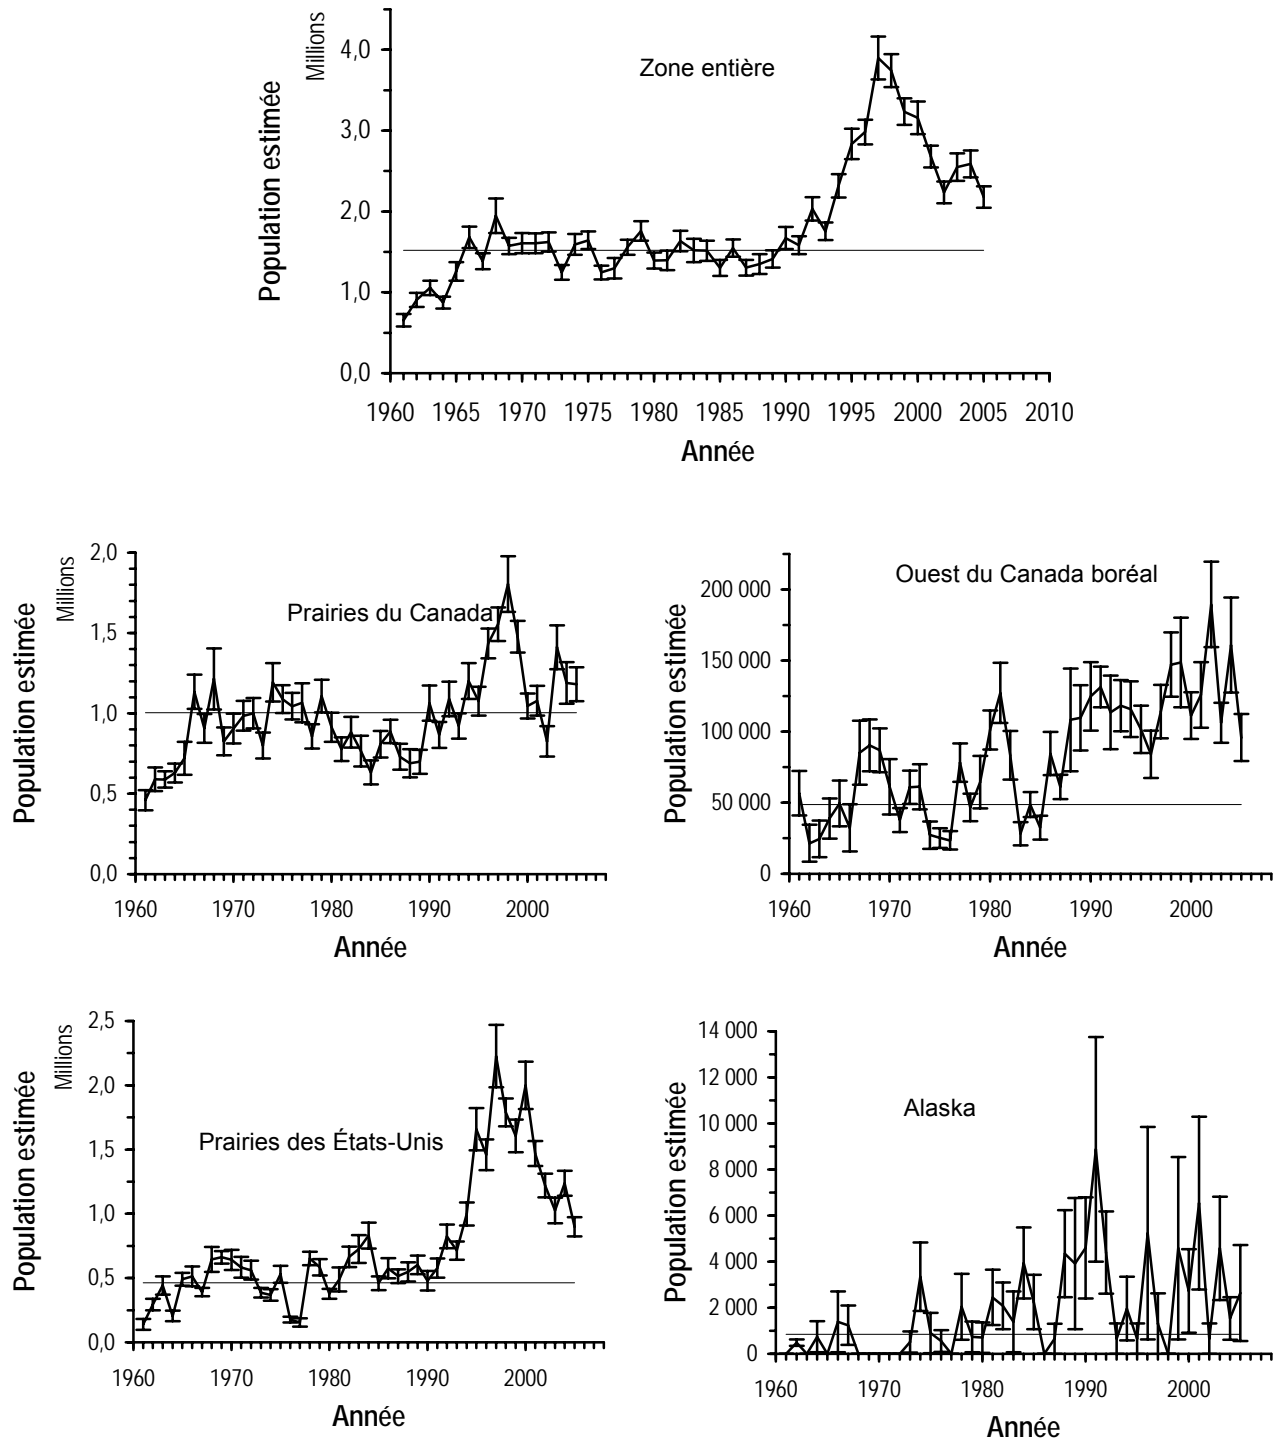 Zone entière
Millions
Population estimée
4,0
3,0
2,0
1,0
0,0
1960 1965 1970 1975 1980 1985 1990 1995 2000 2005 2010
Année
Prairies du Canada
Millions
Population estimée
2,0
1,5
1,0
0,5
0,0
1960 1970 1980 1990 2000
Année
Ouest du Canada boréal
Population estimée
200 000
150 000
100 000
50 000
0
1960 1970 1980 1990 2000
Année
Prairies des États-Unis
Millions
Population estimée
2,5
2,0
1,5
1,0
0,5
0,0
1960 1970 1980 1990 2000
Année
Alaska
Population estimée
14 000
12 000
10 000
8 000
6 000
4 000
2 000
0
1960 1970 1980 1990 2000
Année